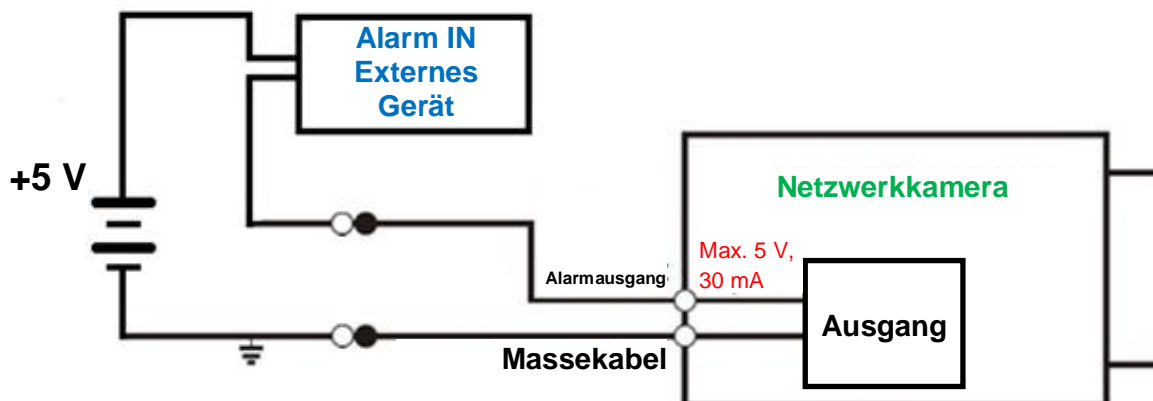 Alarm IN
Externes
Gerät
+5 V
Netzwerkkamera
Max. 5 V,
30 mA
Alarmausgang
Ausgang
Massekabel